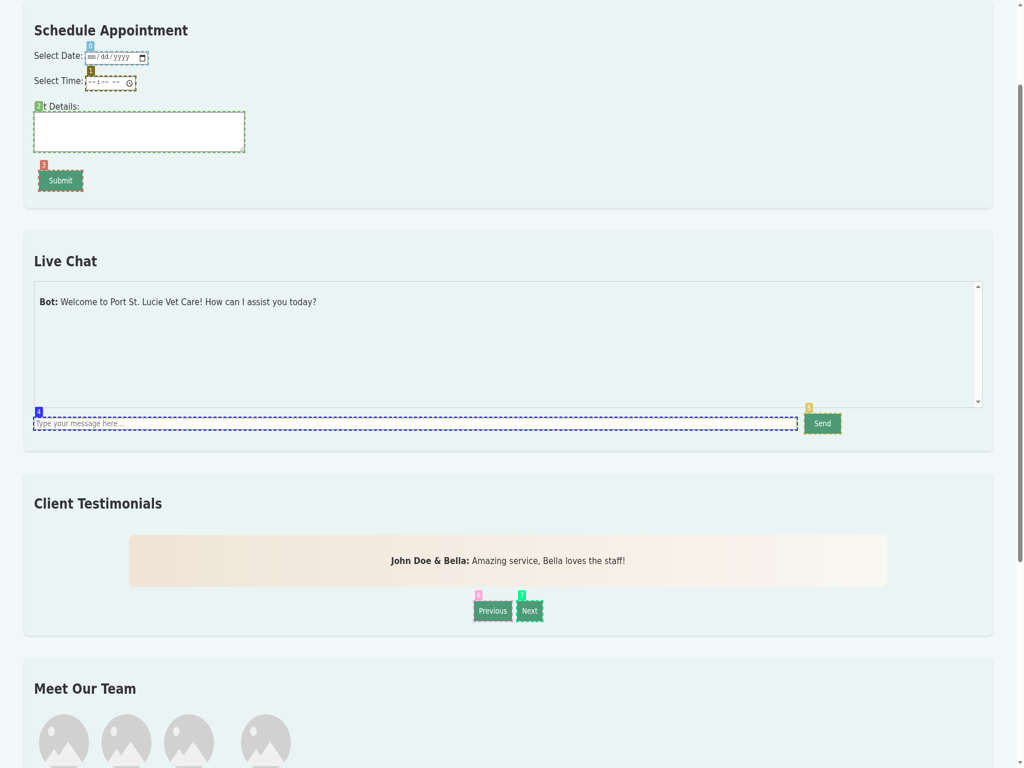 Schedule Appointment
0
Select Date: mm/dd/yyyy
1
Select Time: --:-- --
2 t Details:
3
Submit
Live Chat
Bot: Welcome to Port St. Lucie Vet Care! How can I assist you today?
4
5
Type your message here...
Send
Client Testimonials
John Doe & Bella: Amazing service, Bella loves the staff!
6 7
Previous Next
Meet Our Team